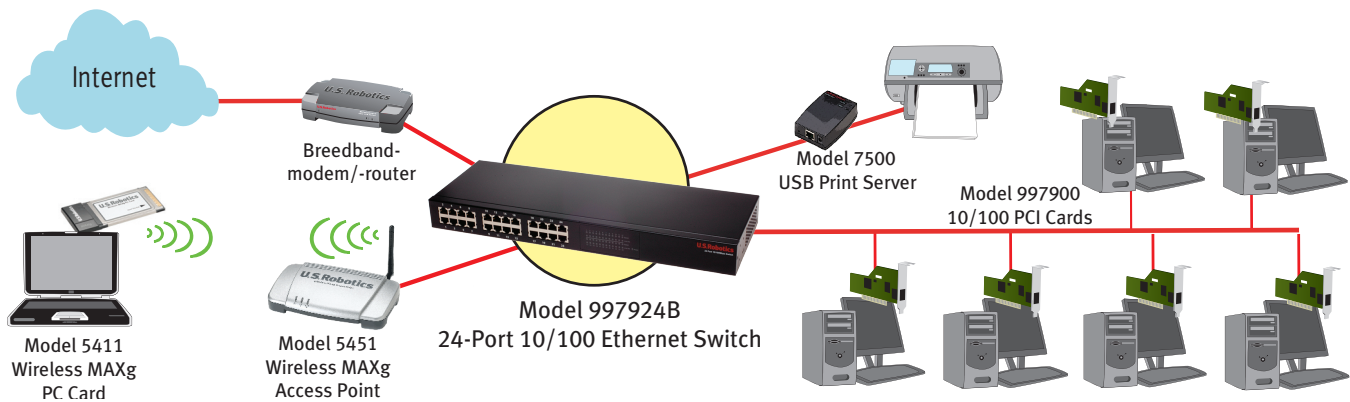 Internet
U.S. Robotics
Breedband-
modem/-router
Model 7500
USB Print Server
Model 997900
10/100 PCI Cards
U.S.Robotics
U.S.Robotics
U.S.Robotics
Model 997924B
24-Port 10/100 Ethernet Switch
Model 5411
Wireless MAXg
PC Card
Model 5451
Wireless MAXg
Access Point